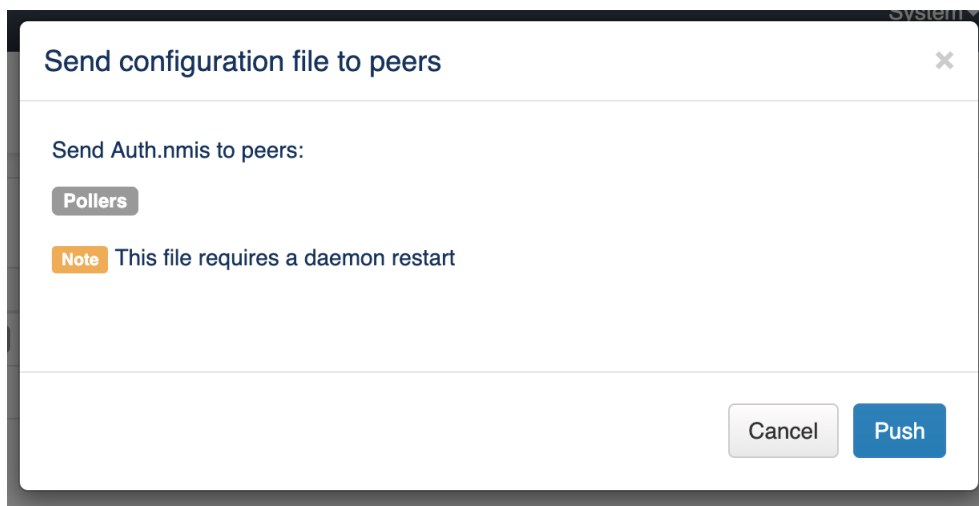 System
Send configuration file to peers
×
Send Auth.nmis to peers:
Pollers
Note This file requires a daemon restart
Cancel Push